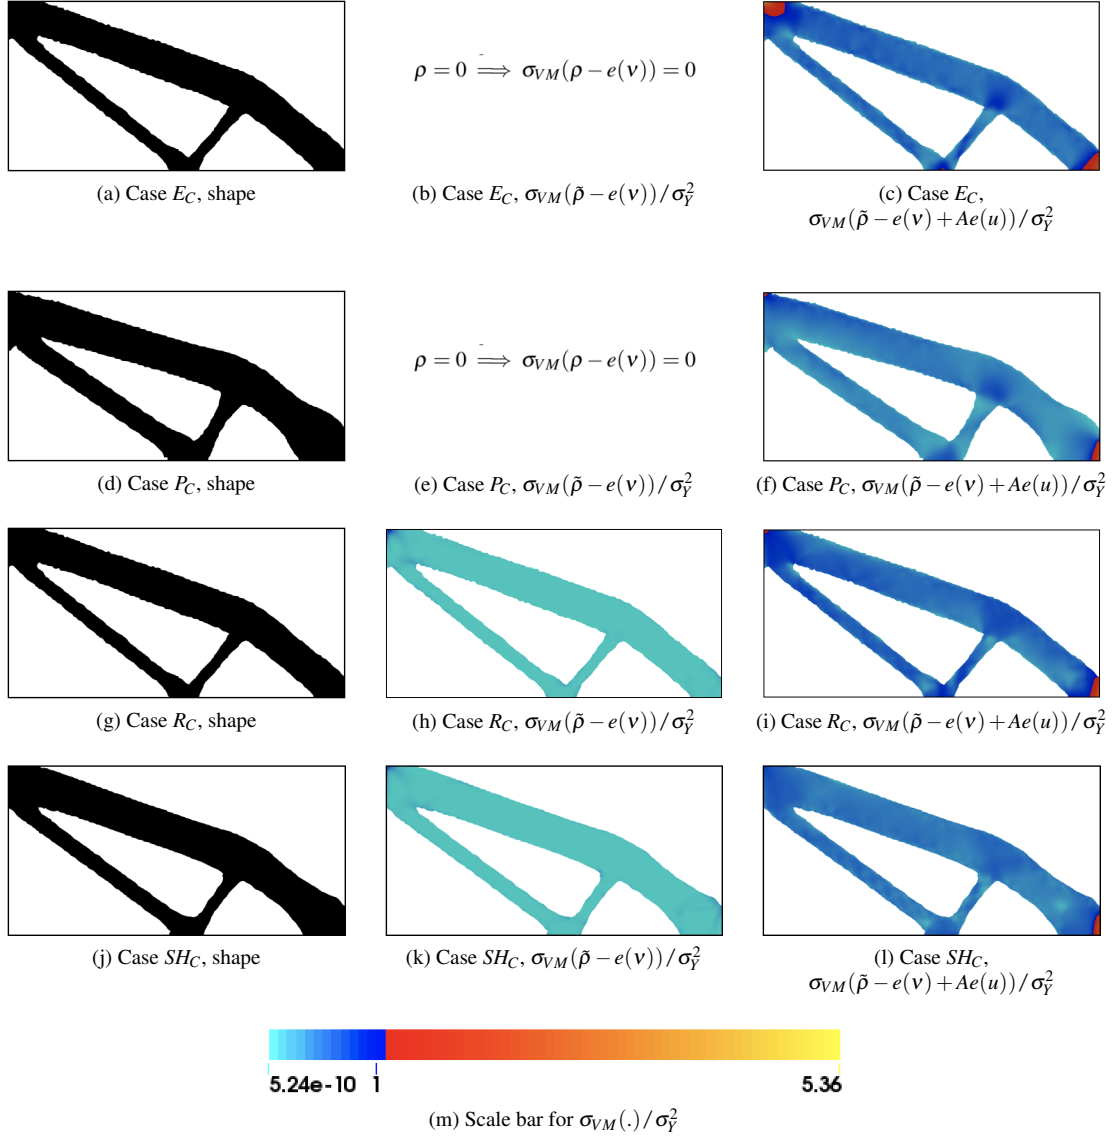 ρ = 0 ⟹ σ_VM(ρ − e(ν)) = 0
(a) Case E_C, shape
(b) Case E_C, σ_VM(ρ̃ − e(ν))/σ_Y^2
(c) Case E_C,
σ_VM(ρ̃ − e(ν) + Ae(u))/σ_Y^2
ρ = 0 ⟹ σ_VM(ρ − e(ν)) = 0
(d) Case P_C, shape
(e) Case P_C, σ_VM(ρ̃ − e(ν))/σ_Y^2
(f) Case P_C, σ_VM(ρ̃ − e(ν) + Ae(u))/σ_Y^2
(g) Case R_C, shape
(h) Case R_C, σ_VM(ρ̃ − e(ν))/σ_Y^2
(i) Case R_C, σ_VM(ρ̃ − e(ν) + Ae(u))/σ_Y^2
(j) Case SH_C, shape
(k) Case SH_C, σ_VM(ρ̃ − e(ν))/σ_Y^2
(l) Case SH_C,
σ_VM(ρ̃ − e(ν) + Ae(u))/σ_Y^2
5.24e-10 1 5.36
(m) Scale bar for σ_VM(.)/σ_Y^2